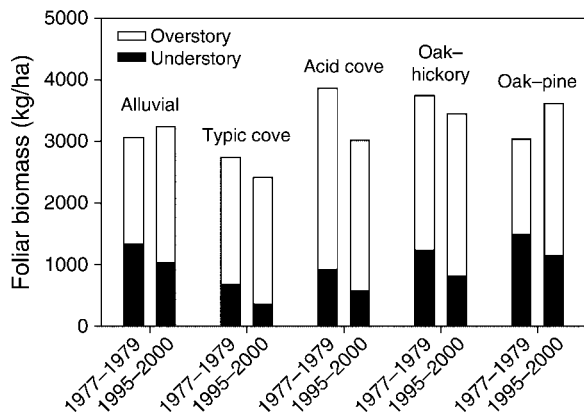 5000
4000
3000
2000
1000
0
Foliar biomass (kg/ha)
Overstory
Understory
Alluvial
Typic cove
Acid cove
Oak–
hickory
Oak–pine
1977–1979
1995–2000
1977–1979
1995–2000
1977–1979
1995–2000
1977–1979
1995–2000
1977–1979
1995–2000